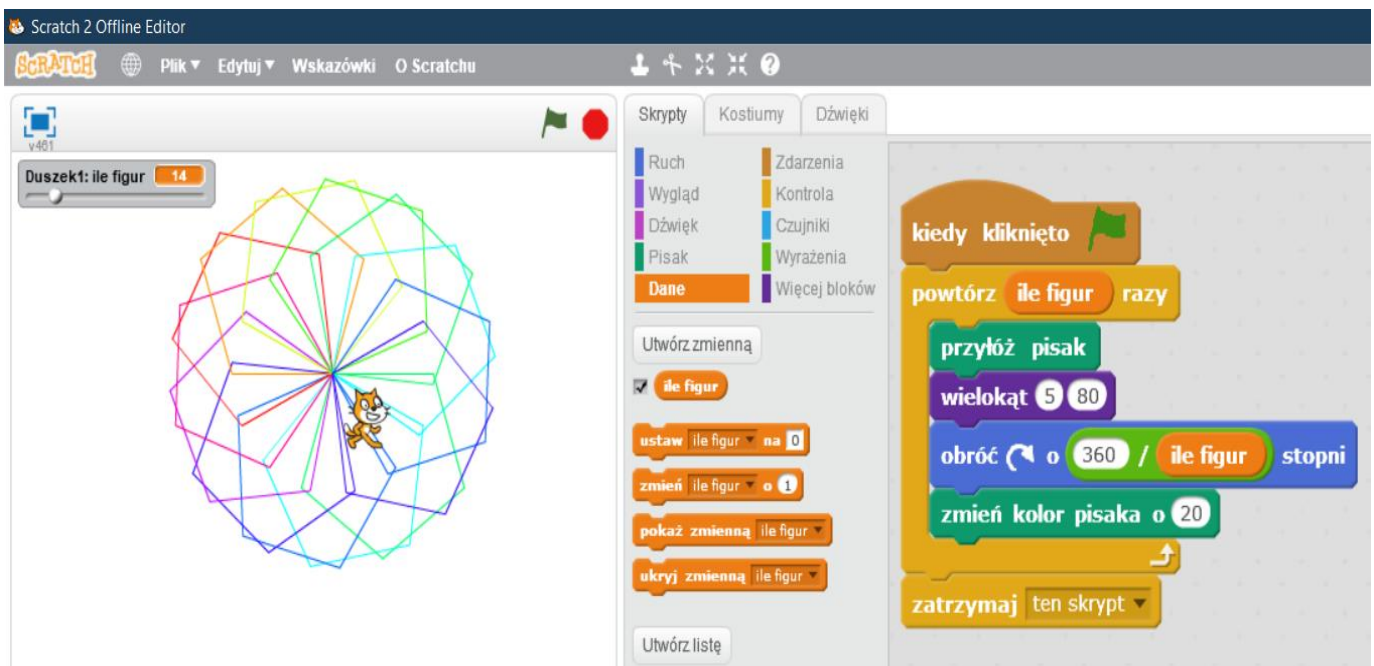 Scratch 2 Offline Editor
SCRATCH Plik Edytuj Wskazówki O Scratchu
v461
Duszek1: ile figur 14
Skrypty Kostiumy Dźwięki
Ruch Zdarzenia
Wygląd Kontrola
Dźwięk Czujniki
Pisak Wyrażenia
Dane Więcej bloków
Utwórz zmienną
ile figur
ustaw ile figur na 0
zmień ile figur o 1
pokaż zmienną ile figur
ukryj zmienną ile figur
Utwórz listę
kiedy kliknięto
powtórz ile figur razy
przyłóż pisak
wielokąt 5 80
obróć o 360 / ile figur stopni
zmień kolor pisaka o 20
zatrzymaj ten skrypt